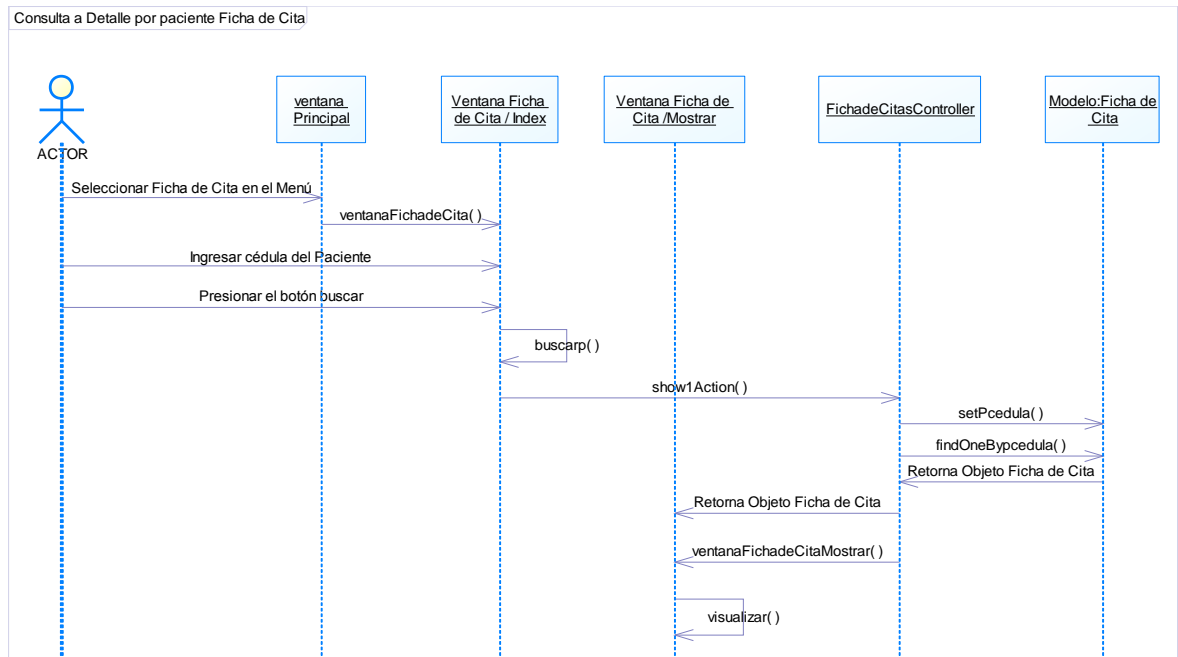 Consulta a Detalle por paciente Ficha de Cita
ACTOR
ventana
Principal
Ventana Ficha
de Cita / Index
Ventana Ficha de
Cita /Mostrar
FichadeCitasController
Modelo:Ficha de
Cita
Seleccionar Ficha de Cita en el Menú
ventanaFichadeCita( )
Ingresar cédula del Paciente
Presionar el botón buscar
buscarp( )
show1Action( )
setPcedula( )
findOneBypcedula( )
Retorna Objeto Ficha de Cita
Retorna Objeto Ficha de Cita
ventanaFichadeCitaMostrar( )
visualizar( )